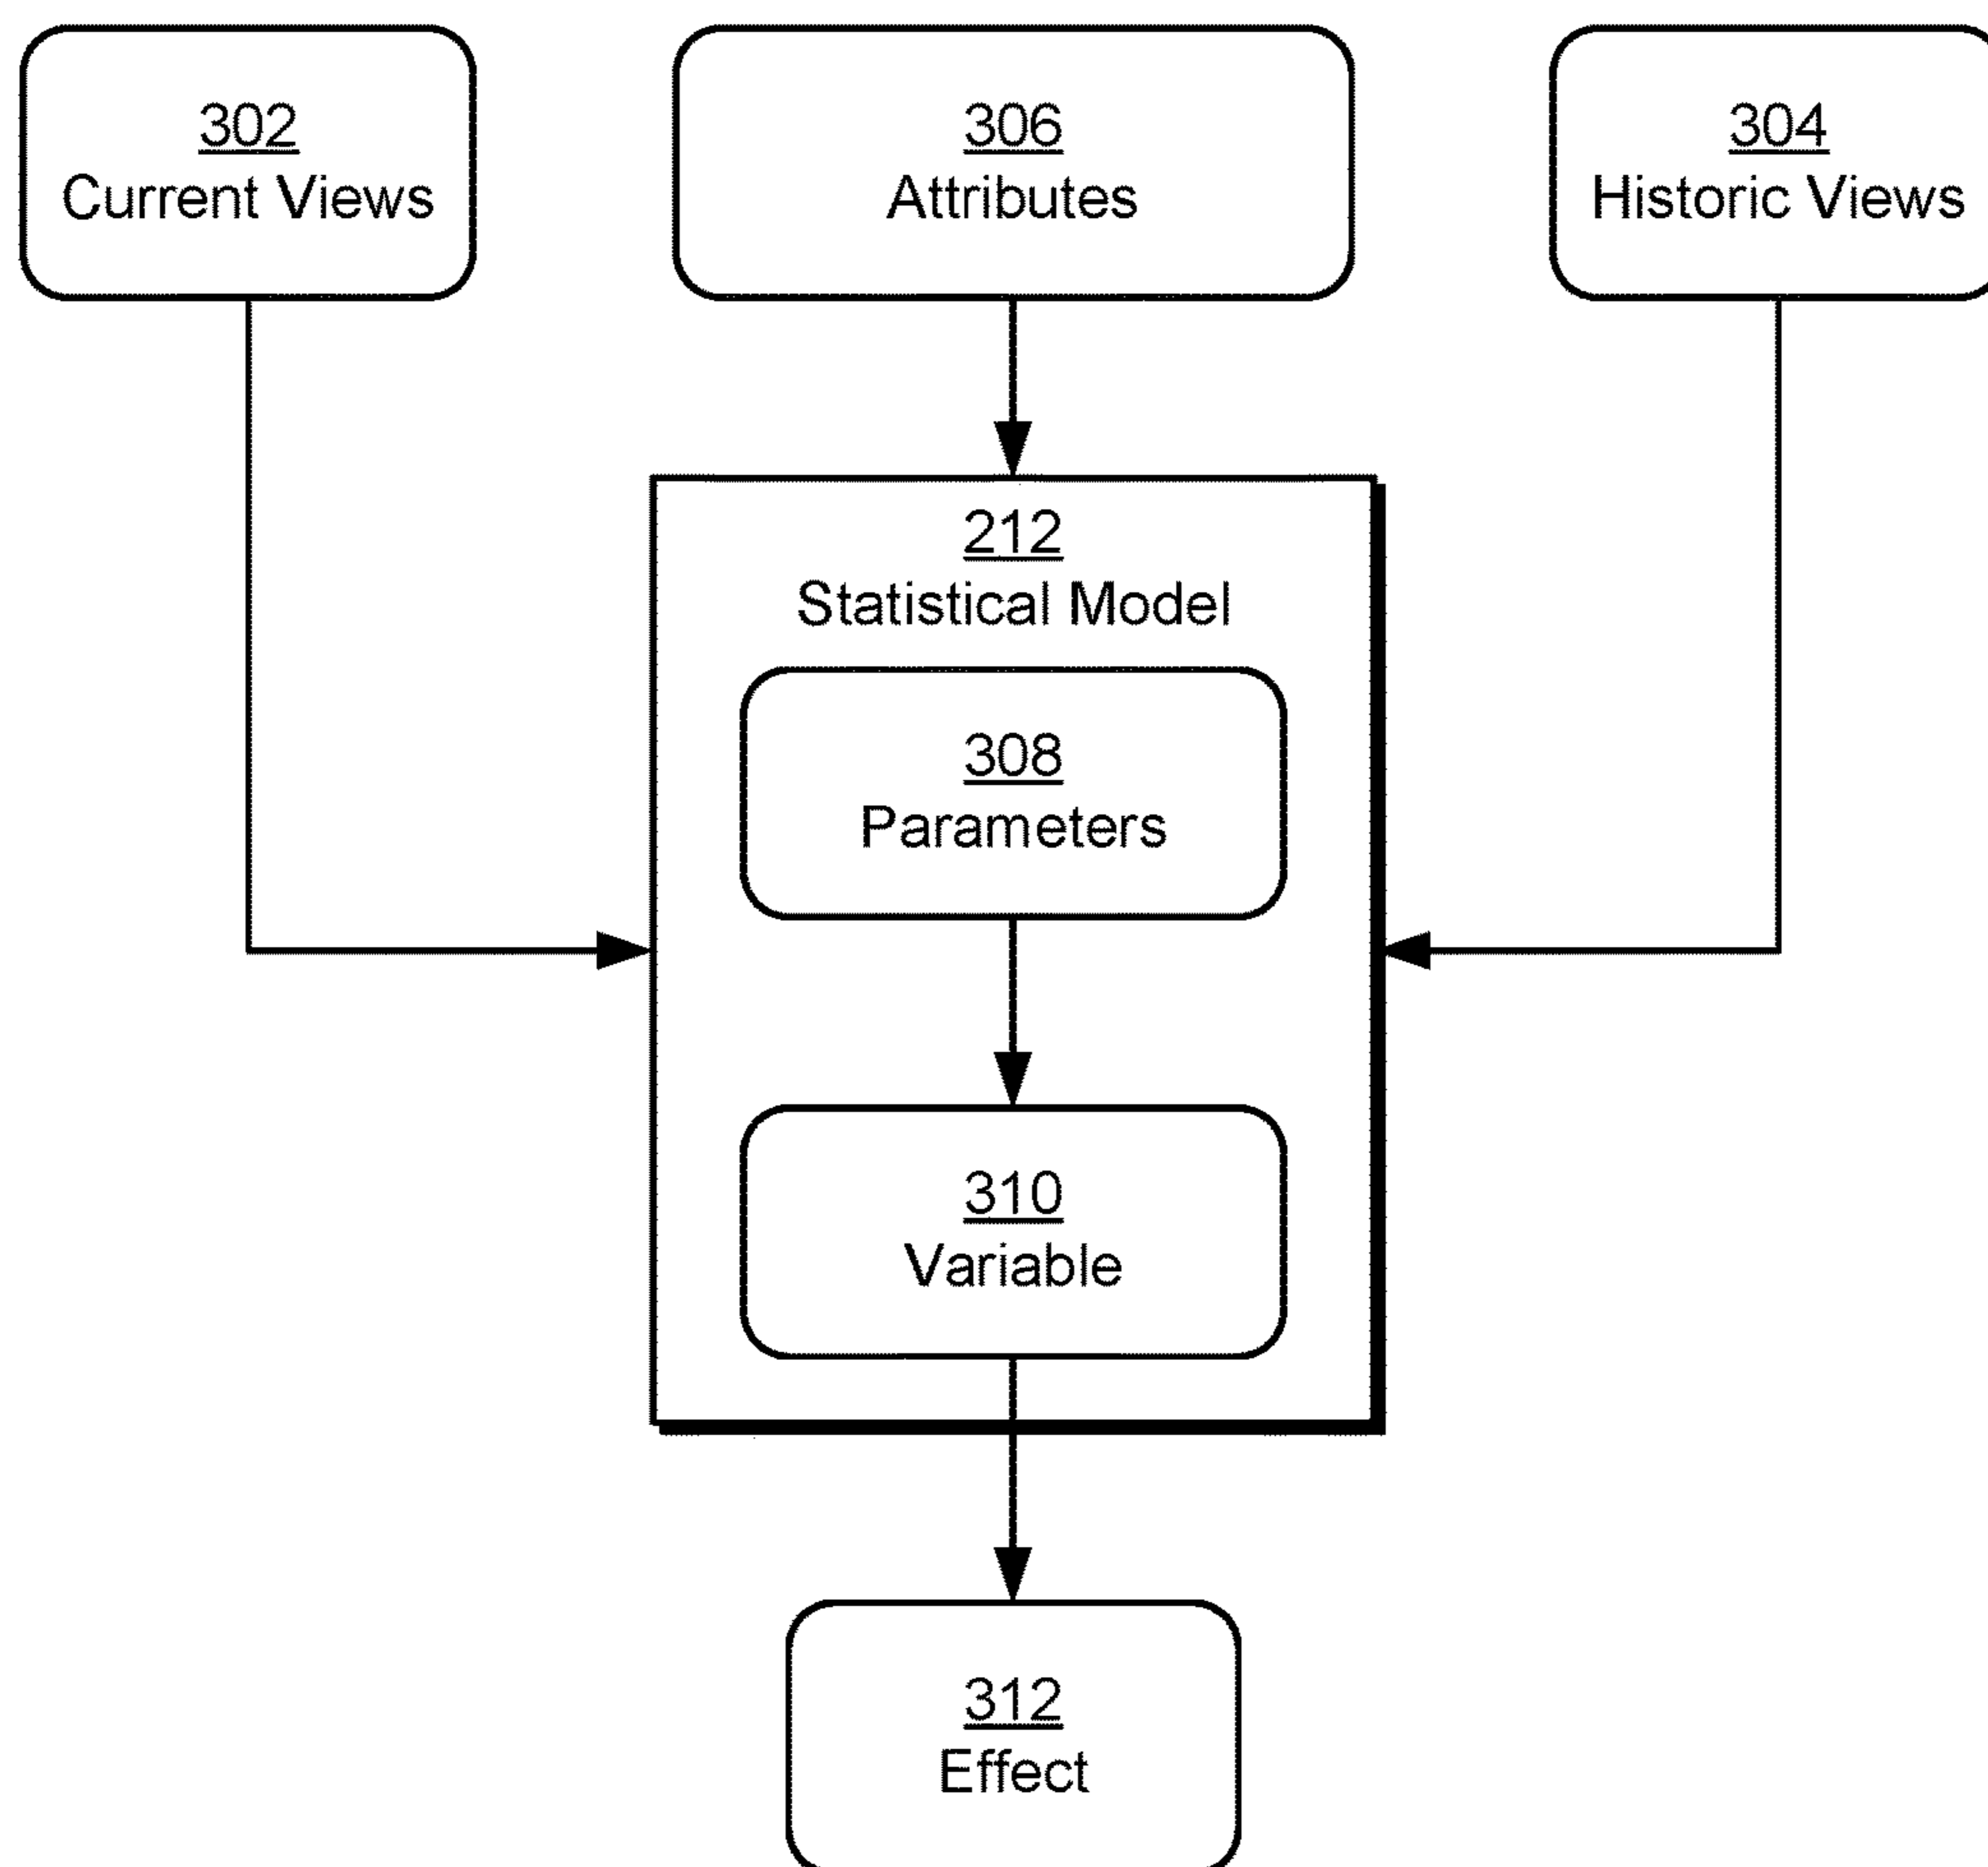 302
Current Views
306
Attributes
304
Historic Views
212
Statistical Model
308
Parameters
310
Variable
312
Effect